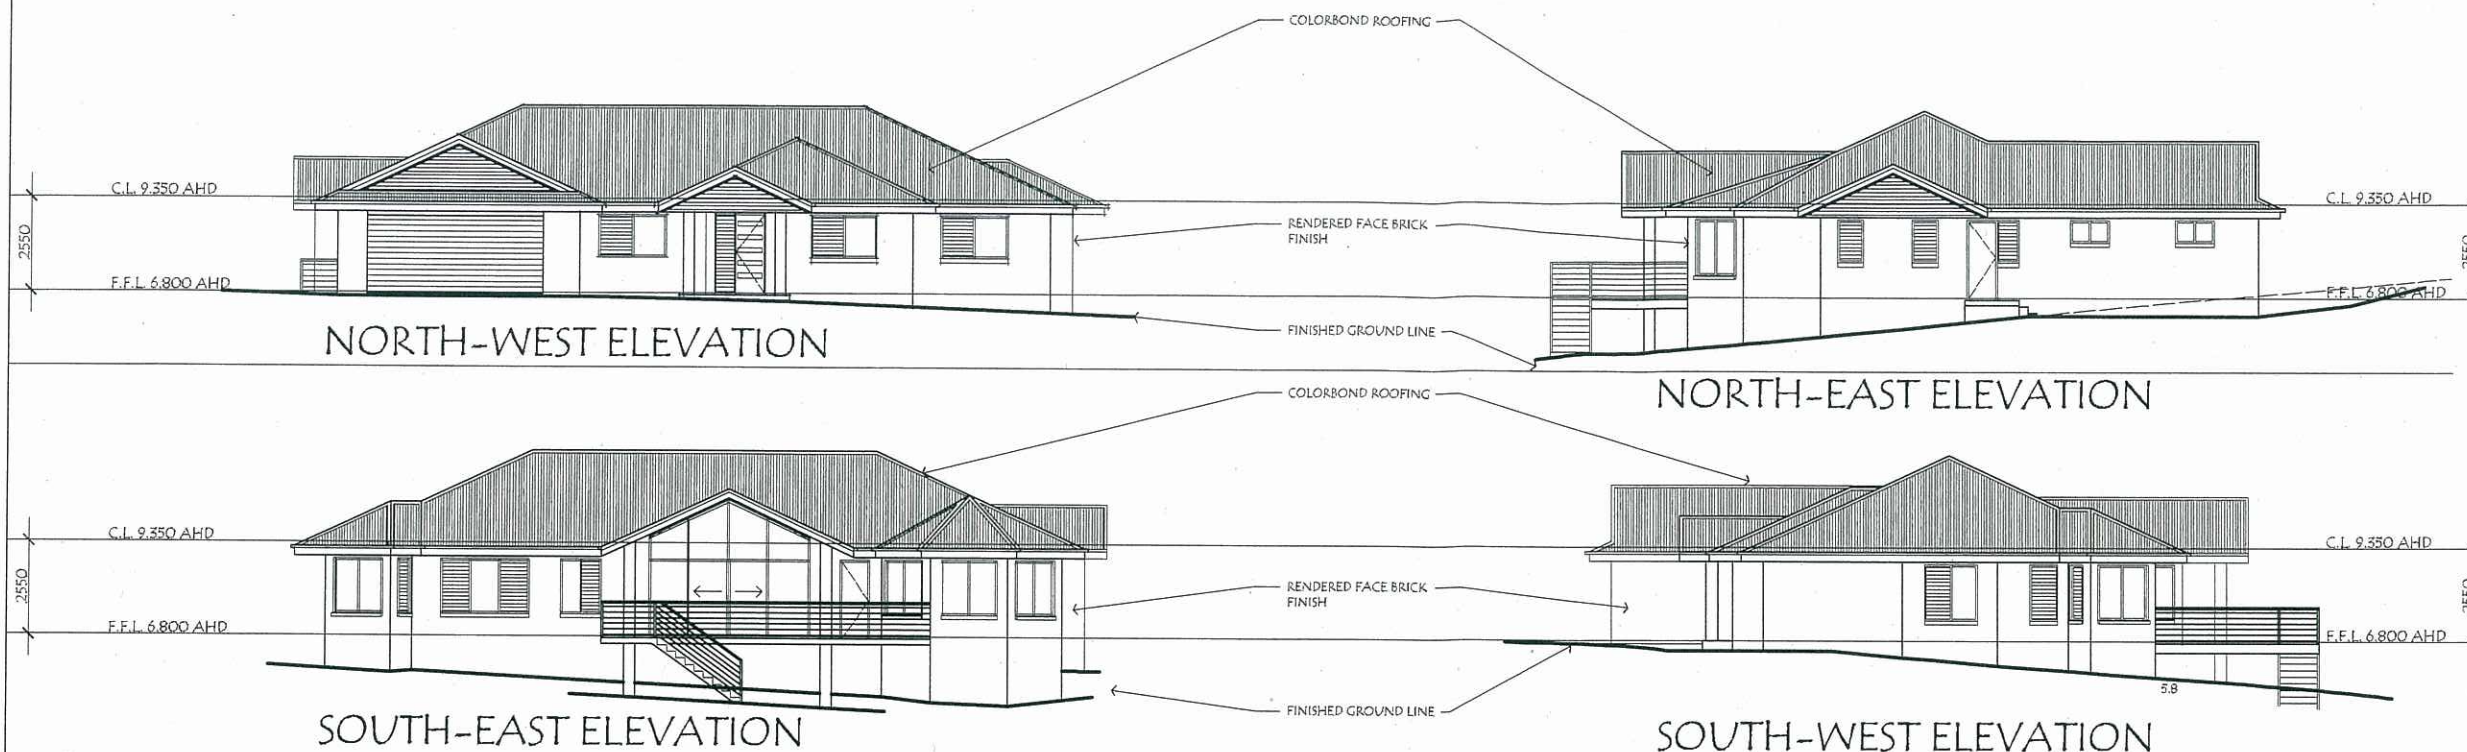 COLORBOND ROOFING
C.L. 9.350 AHD
C.L. 9.350 AHD
2550
RENDERED FACE BRICK
FINISH
F.F.L. 6.800 AHD
F.F.L. 6.800 AHD
2550
FINISHED GROUND LINE
NORTH-WEST ELEVATION
NORTH-EAST ELEVATION
COLORBOND ROOFING
C.L. 9.350 AHD
C.L. 9.350 AHD
2550
RENDERED FACE BRICK
FINISH
F.F.L. 6.800 AHD
F.F.L. 6.800 AHD
2550
5.8
FINISHED GROUND LINE
SOUTH-EAST ELEVATION
SOUTH-WEST ELEVATION